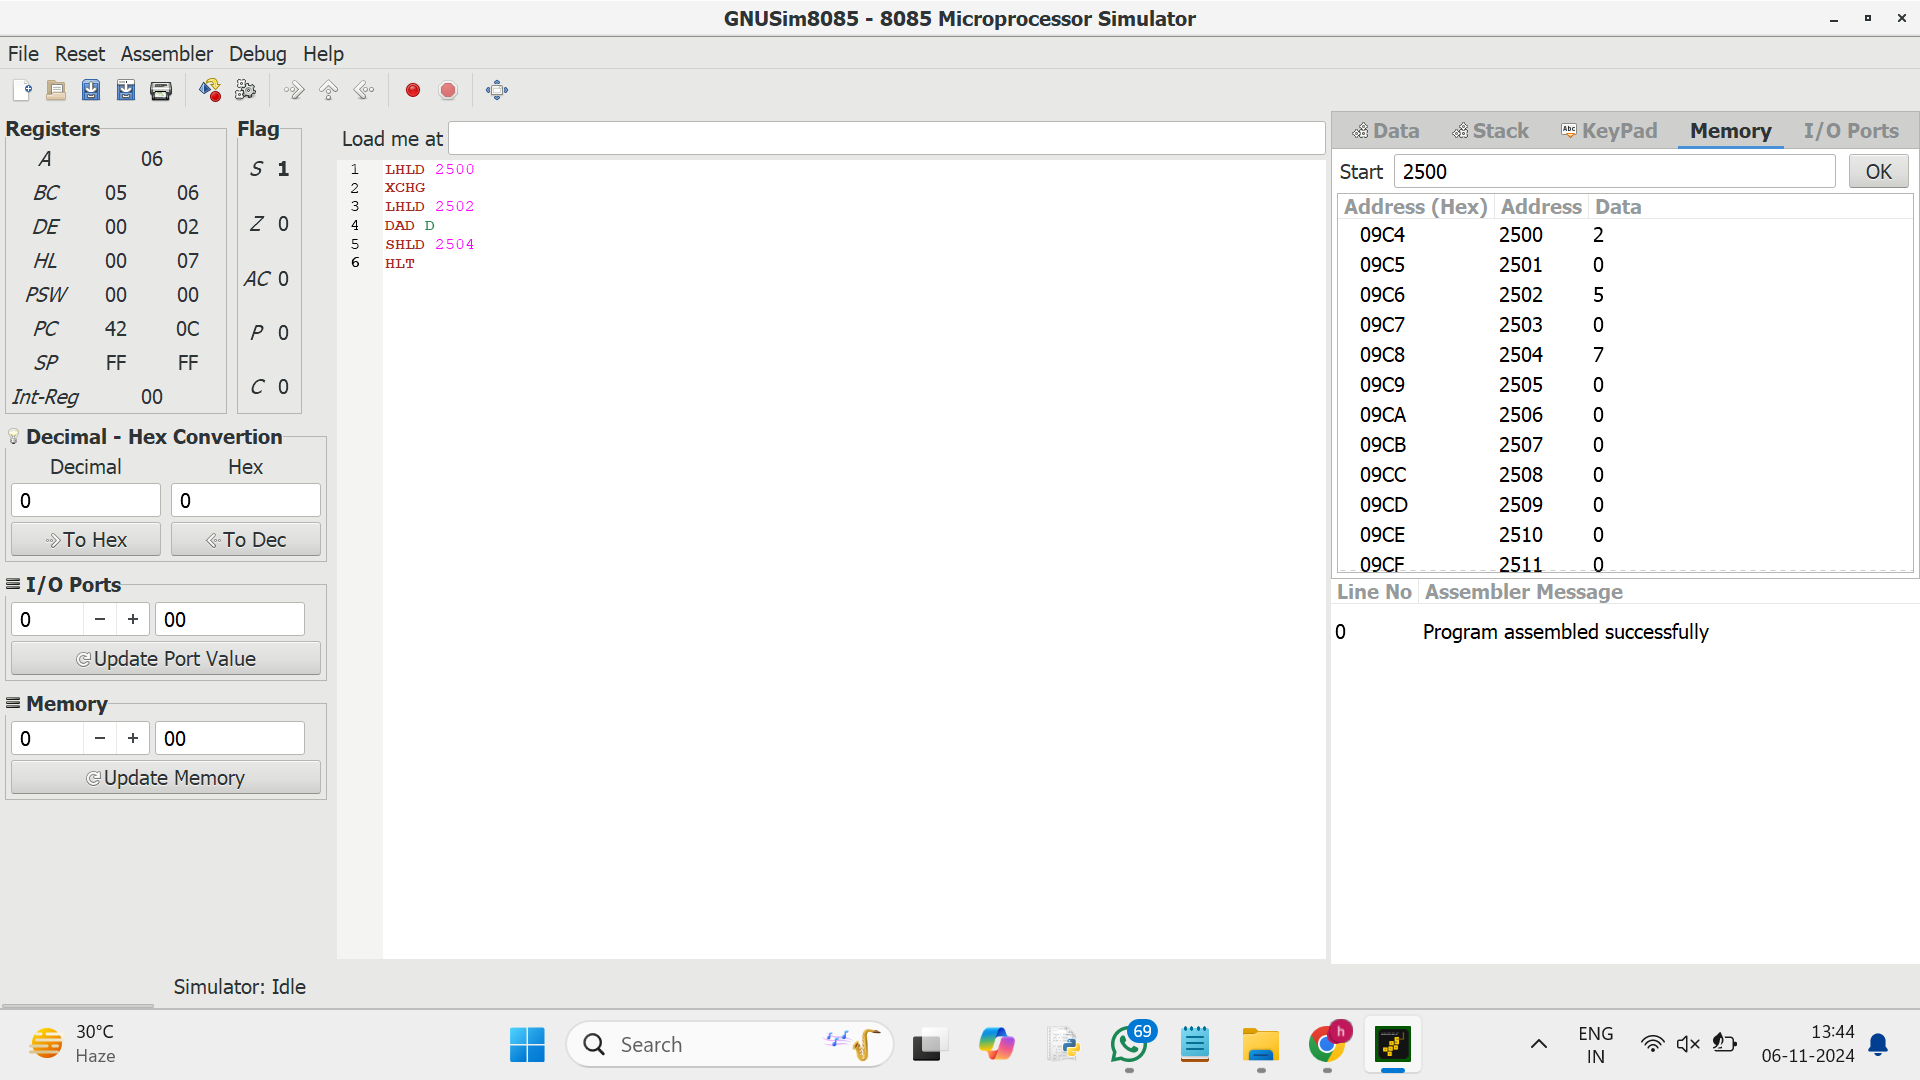 GNUSim8085 - 8085 Microprocessor Simulator
File Reset Assembler Debug Help
Registers
A 06
BC 05 06
DE 00 02
HL 00 07
PSW 00 00
PC 42 0C
SP FF FF
Int-Reg 00
Flag
S 1
Z 0
AC 0
P 0
C 0
Decimal - Hex Convertion
Decimal Hex
0 0
To Hex To Dec
I/O Ports
0 − + 00
Update Port Value
Memory
0 − + 00
Update Memory
Load me at
1 LHLD 2500
2 XCHG
3 LHLD 2502
4 DAD D
5 SHLD 2504
6 HLT
Data Stack Abc KeyPad Memory I/O Ports
Start 2500 OK
Address (Hex) Address Data
09C4 2500 2
09C5 2501 0
09C6 2502 5
09C7 2503 0
09C8 2504 7
09C9 2505 0
09CA 2506 0
09CB 2507 0
09CC 2508 0
09CD 2509 0
09CE 2510 0
09CF 2511 0
Line No Assembler Message
0 Program assembled successfully
Simulator: Idle
30°C
Haze
Search
69
h
ENG
IN
13:44
06-11-2024